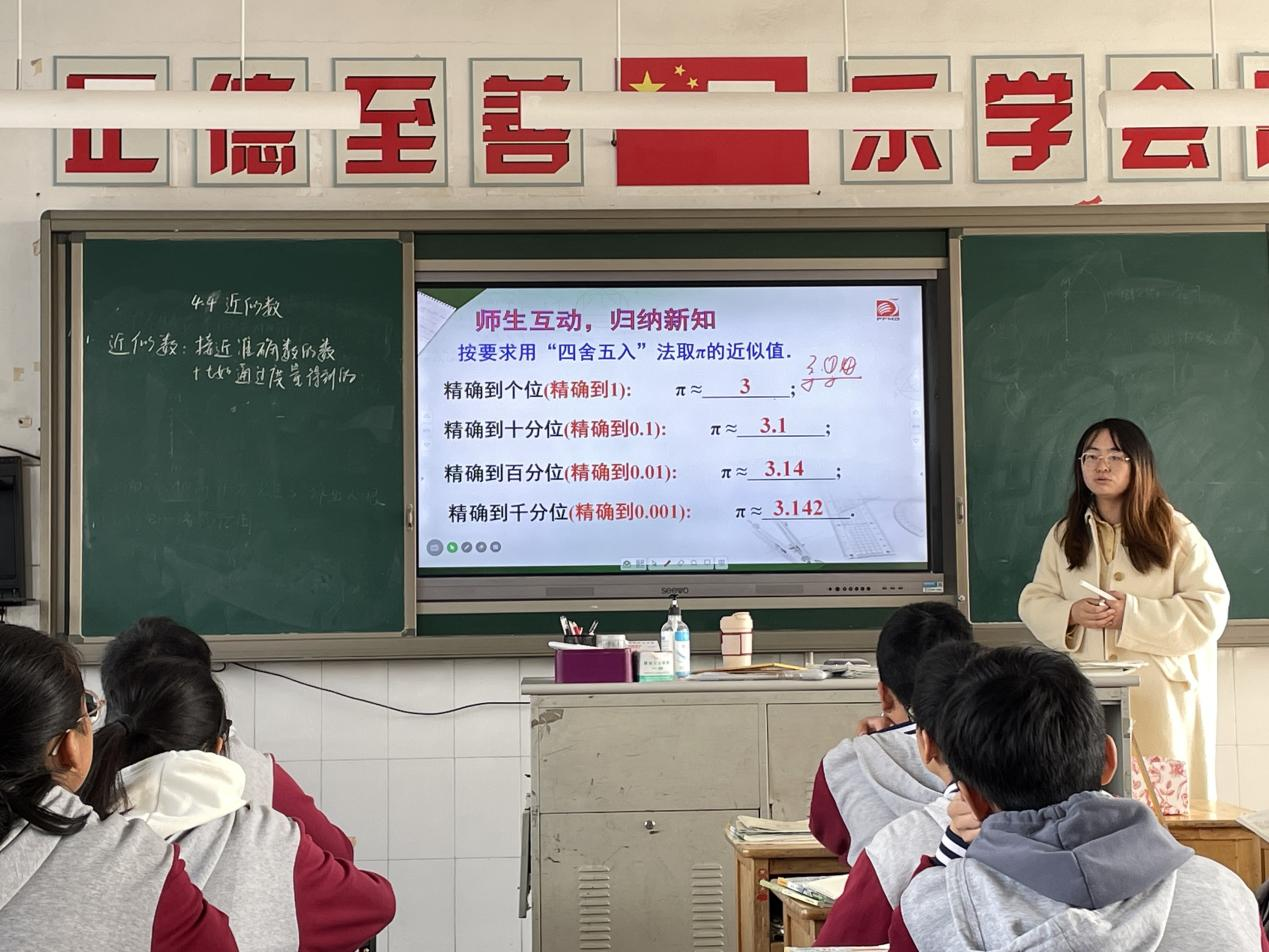 正德至善 乐学会
4.4 近似数
近似数：接近准确数的数
师生互动，归纳新知
按要求用“四舍五入”法取π的近似值．
精确到个位(精确到1): π≈ 3 ;
精确到十分位(精确到0.1): π≈ 3.1 ;
精确到百分位(精确到0.01): π≈ 3.14 ;
精确到千分位(精确到0.001): π≈ 3.142 .
seewo